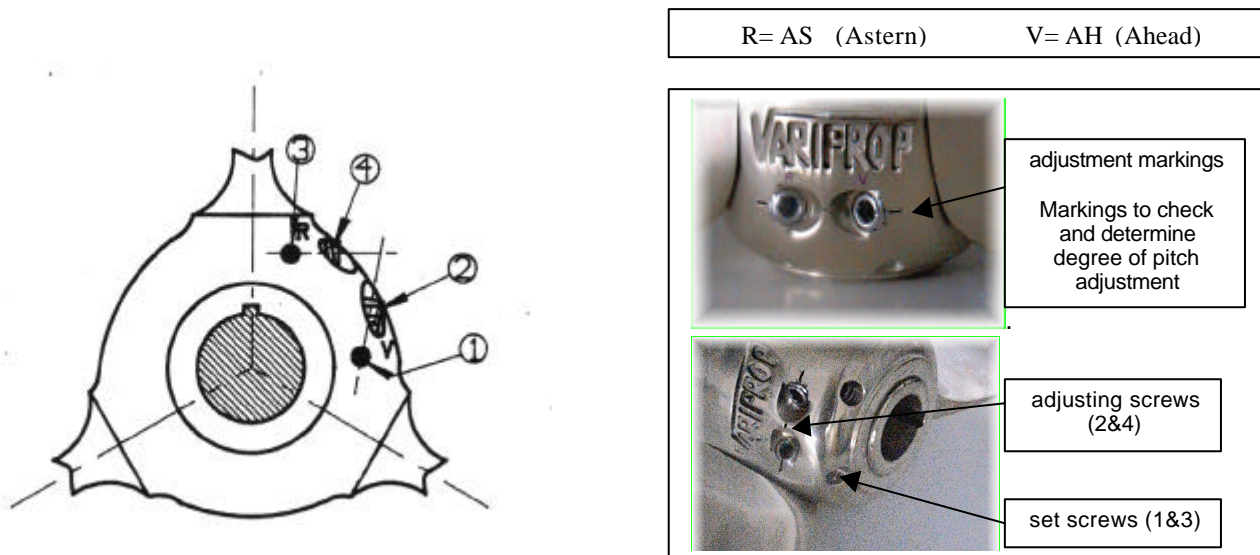 R= AS (Astern) V= AH (Ahead)
3
4
R
2
1
V
VARIPROP
R V
adjustment markings
Markings to check
and determine
degree of pitch
adjustment
VARIPROP
adjusting screws
(2&4)
set screws (1&3)